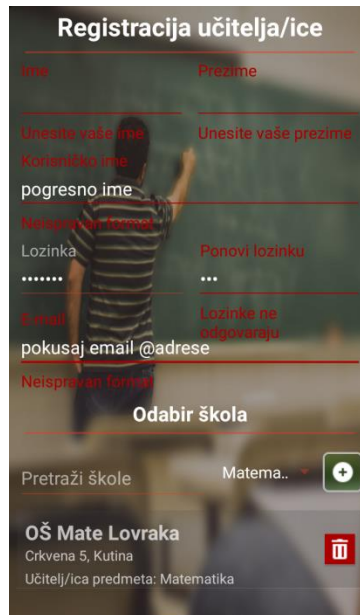 Registracija učitelja/ice
Ime Prezime
Unesite vaše ime Unesite vaše prezime
Korisničko ime
pogresno ime
Neispravan format
Lozinka Ponovi lozinku
••••••• •••
E-mail Lozinke ne odgovaraju
pokusaj email @adrese
Neispravan format
Odabir škola
Pretraži škole Matema..
OŠ Mate Lovraka
Crkvena 5, Kutina
Učitelj/ica predmeta: Matematika